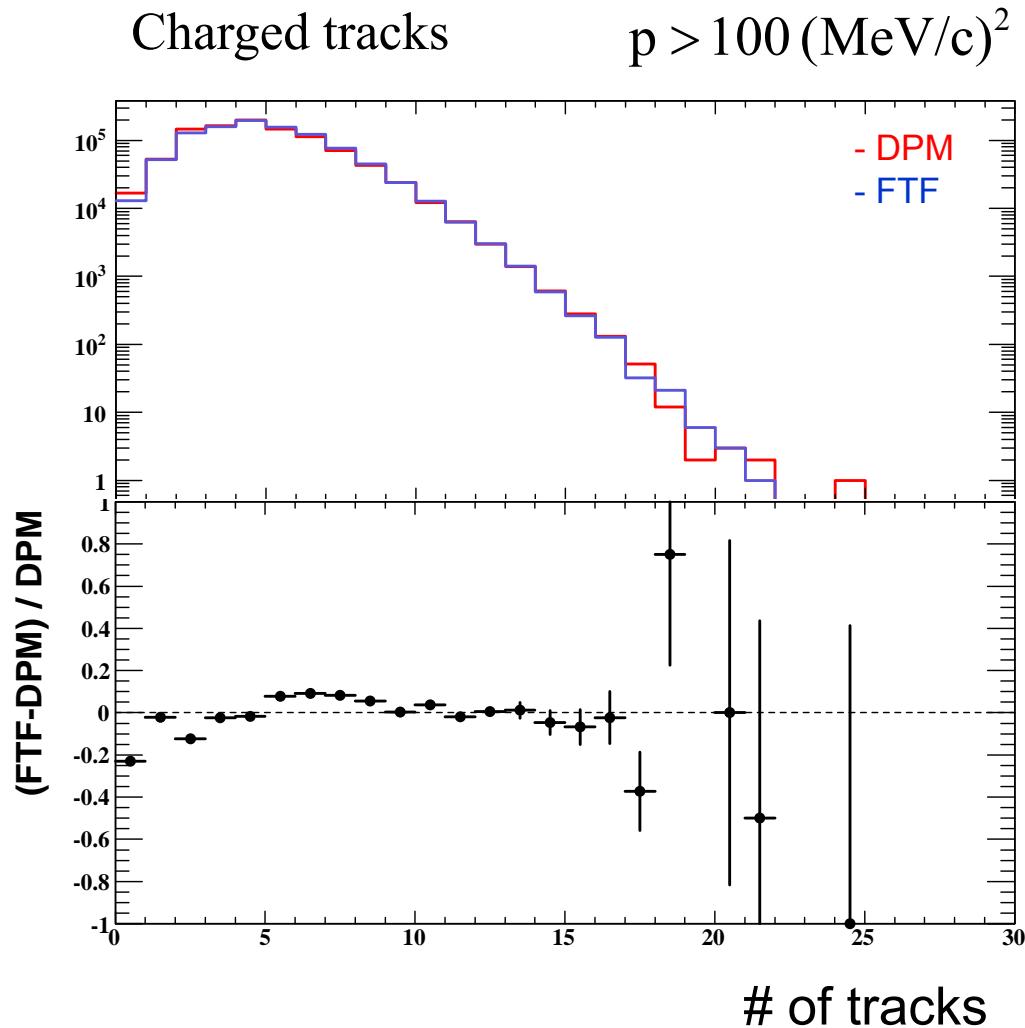 Charged tracks p > 100 (MeV/c)²
10⁵
10⁴
10³
10²
10
1
- DPM
- FTF
(FTF-DPM) / DPM
1
0.8
0.6
0.4
0.2
0
-0.2
-0.4
-0.6
-0.8
-1
0 5 10 15 20 25 30
# of tracks